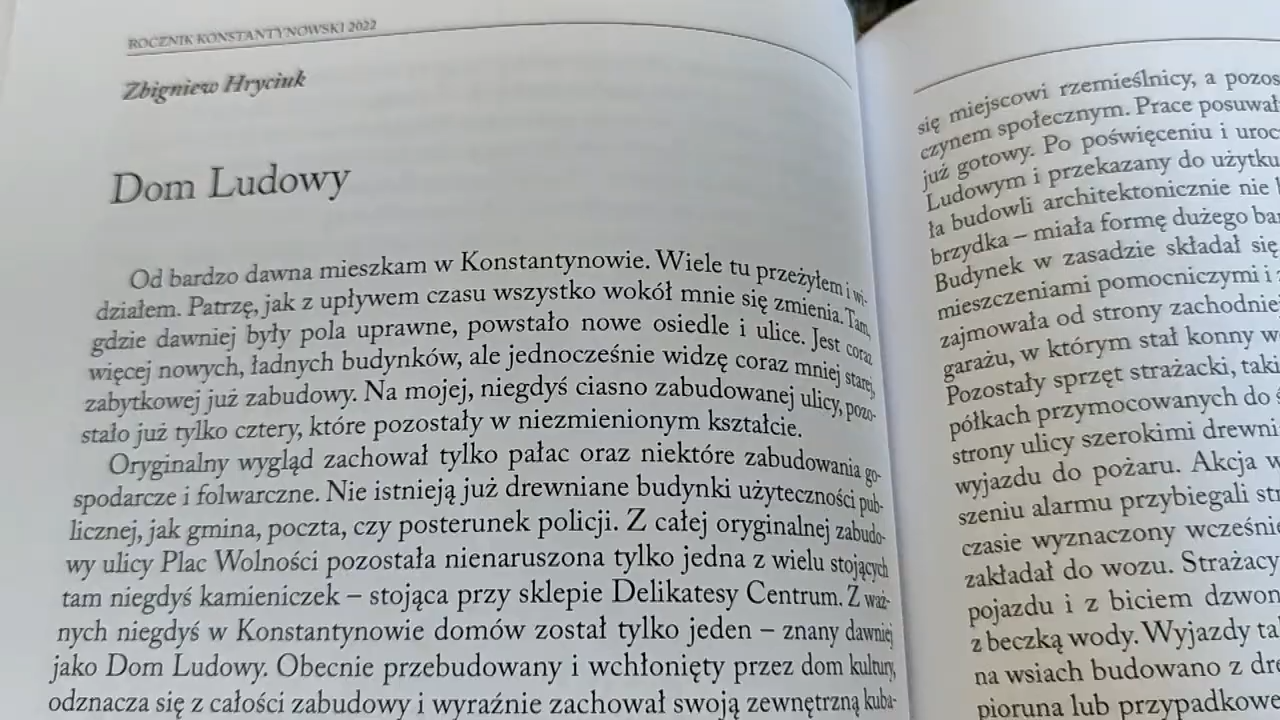 ROCZNIK KONSTANTYNOWSKI 2022
Zbigniew Hryciuk
Dom Ludowy
Od bardzo dawna mieszkam w Konstantynowie. Wiele tu przeżyłem i wi-
działem. Patrzę, jak z upływem czasu wszystko wokół mnie się zmienia. Tam,
gdzie dawniej były pola uprawne, powstało nowe osiedle i ulice. Jest coraz
więcej nowych, ładnych budynków, ale jednocześnie widzę coraz mniej starej,
zabytkowej już zabudowy. Na mojej, niegdyś ciasno zabudowanej ulicy, pozo-
stało już tylko cztery, które pozostały w niezmienionym kształcie.
Oryginalny wygląd zachował tylko pałac oraz niektóre zabudowania go-
spodarcze i folwarczne. Nie istnieją już drewniane budynki użyteczności pub-
licznej, jak gmina, poczta, czy posterunek policji. Z całej oryginalnej zabudo-
wy ulicy Plac Wolności pozostała nienaruszona tylko jedna z wielu stojących
tam niegdyś kamieniczek – stojąca przy sklepie Delikatesy Centrum. Z waż-
nych niegdyś w Konstantynowie domów został tylko jeden – znany dawniej
jako Dom Ludowy. Obecnie przebudowany i wchłonięty przez dom kultury,
odznacza się z całości zabudowy i wyraźnie zachował swoją zewnętrzną kuba-
się miejscowi rzemieślnicy, a pozos
czynem społecznym. Prace posuwał
już gotowy. Po poświęceniu i uroc
Ludowym i przekazany do użytku
ła budowli architektonicznie nie
brzydka – miała formę dużego bar
Budynek w zasadzie składał się
mieszczeniami pomocniczymi i
zajmowała od strony zachodnie
garażu, w którym stał konny w
Pozostały sprzęt strażacki, taki
półkach przymocowanych do
strony ulicy szerokimi drewni
wyjazdu do pożaru. Akcja w
szeniu alarmu przybiegali str
czasie wyznaczony wcześnie
zakładał do wozu. Strażacy
pojazdu i z biciem dzwon
z beczką wody. Wyjazdy tak
na wsiach budowano z dre
pioruna lub przypadkowe